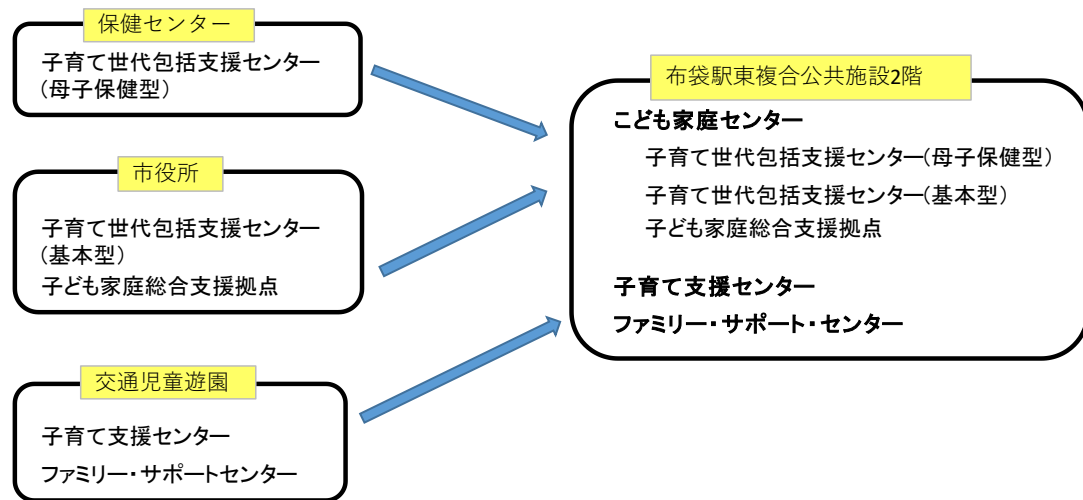 保健センター
子育て世代包括支援センター
(母子保健型)
市役所
子育て世代包括支援センター
(基本型)
子ども家庭総合支援拠点
交通児童遊園
子育て支援センター
ファミリー・サポートセンター
布袋駅東複合公共施設2階
こども家庭センター
子育て世代包括支援センター(母子保健型)
子育て世代包括支援センター(基本型)
子ども家庭総合支援拠点
子育て支援センター
ファミリー・サポート・センター